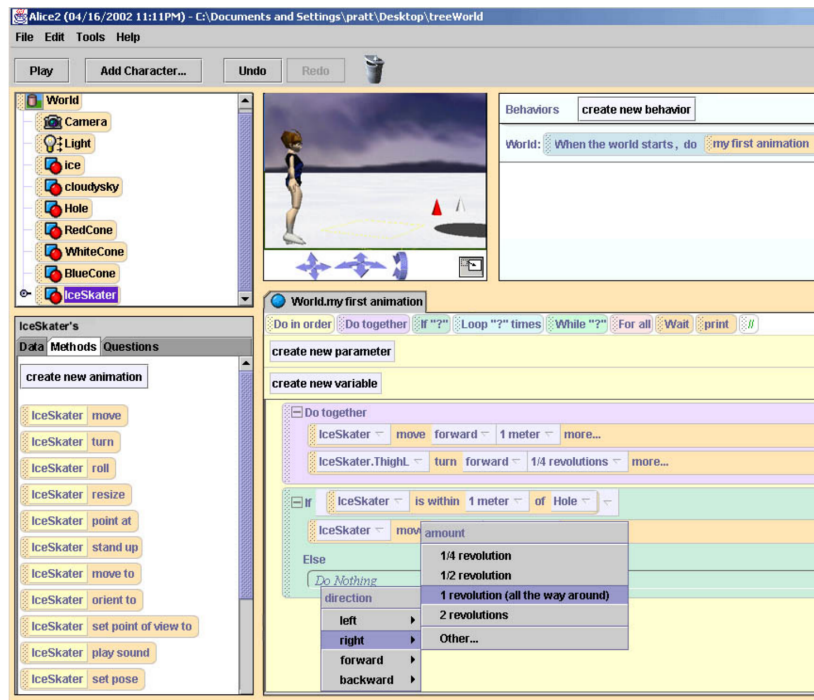 Alice2 (04/16/2002 11:11PM) - C:\Documents and Settings\pratt\Desktop\treeWorld
File Edit Tools Help
Play Add Character... Undo Redo
World
Camera
Light
ice
cloudysky
Hole
RedCone
WhiteCone
BlueCone
IceSkater
Behaviors create new behavior
World: When the world starts, do my first animation
IceSkater's
Data Methods Questions
create new animation
IceSkater move
IceSkater turn
IceSkater roll
IceSkater resize
IceSkater point at
IceSkater stand up
IceSkater move to
IceSkater orient to
IceSkater set point of view to
IceSkater play sound
IceSkater set pose
World.my first animation
Do in order Do together If "?" Loop "?" times While "?" For all Wait print //
create new parameter
create new variable
Do together
IceSkater move forward 1 meter more...
IceSkater.ThighL turn forward 1/4 revolutions more...
If IceSkater is within 1 meter of Hole
IceSkater mov
Else
Do Nothing
direction
left
right
forward
backward
amount
1/4 revolution
1/2 revolution
1 revolution (all the way around)
2 revolutions
Other...